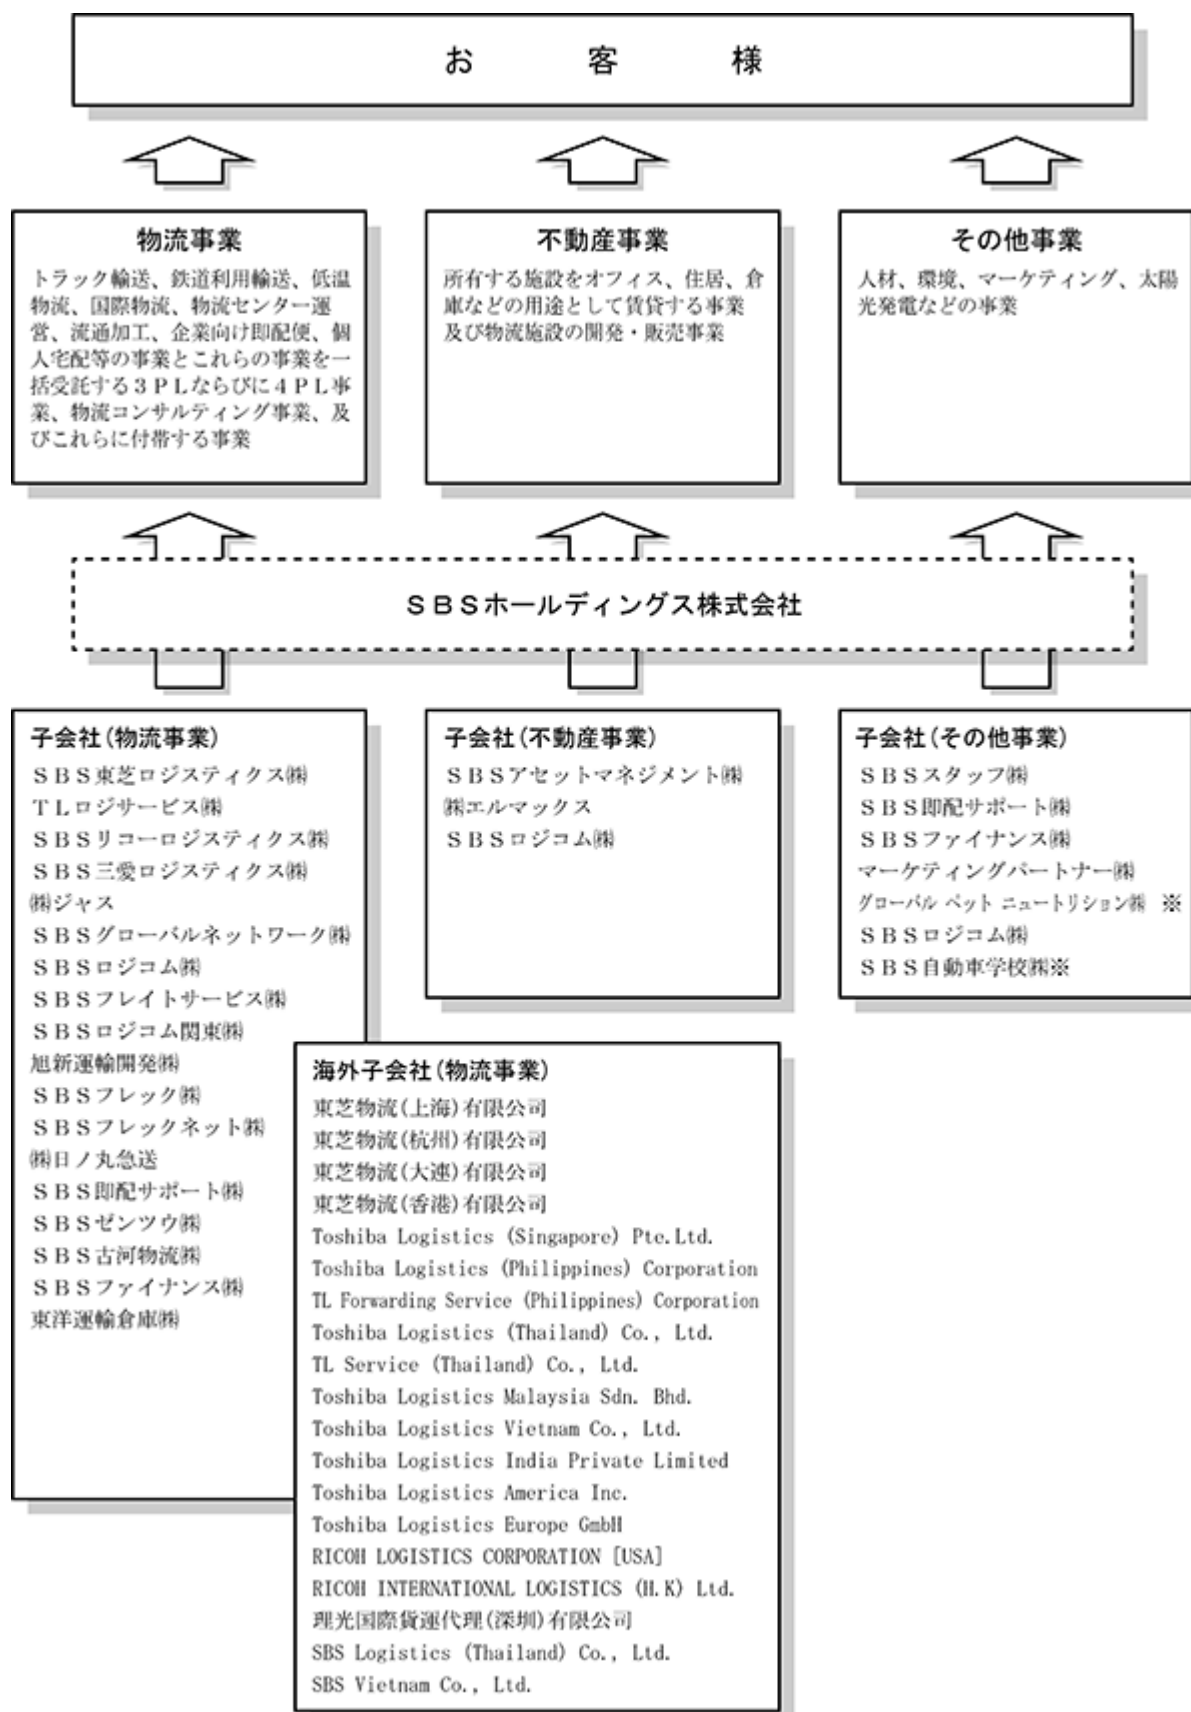 お客様
物流事業
トラック輸送、鉄道利用輸送、低温
物流、国際物流、物流センター運
営、流通加工、企業向け即配便、個
人宅配等の事業とこれらの事業を一
括受託する３ＰＬならびに４ＰＬ事
業、物流コンサルティング事業、及
びこれらに付帯する事業
不動産事業
所有する施設をオフィス、住居、倉
庫などの用途として賃貸する事業
及び物流施設の開発・販売事業
その他事業
人材、環境、マーケティング、太陽
光発電などの事業
ＳＢＳホールディングス株式会社
子会社(物流事業)
ＳＢＳ東芝ロジスティクス㈱
ＴＬロジサービス㈱
ＳＢＳリコーロジスティクス㈱
ＳＢＳ三愛ロジスティクス㈱
㈱ジャス
ＳＢＳグローバルネットワーク㈱
ＳＢＳロジコム㈱
ＳＢＳフレイトサービス㈱
ＳＢＳロジコム関東㈱
旭新運輸開発㈱
ＳＢＳフレック㈱
ＳＢＳフレックネット㈱
㈱日ノ丸急送
ＳＢＳ即配サポート㈱
ＳＢＳゼンツウ㈱
ＳＢＳ古河物流㈱
ＳＢＳファイナンス㈱
東洋運輸倉庫㈱
子会社(不動産事業)
ＳＢＳアセットマネジメント㈱
㈱エルマックス
ＳＢＳロジコム㈱
子会社(その他事業)
ＳＢＳスタッフ㈱
ＳＢＳ即配サポート㈱
ＳＢＳファイナンス㈱
マーケティングパートナー㈱
グローバル ペット ニュートリション㈱ ※
ＳＢＳロジコム㈱
ＳＢＳ自動車学校㈱※
海外子会社(物流事業)
東芝物流(上海)有限公司
東芝物流(杭州)有限公司
東芝物流(大連)有限公司
東芝物流(香港)有限公司
Toshiba Logistics (Singapore) Pte.Ltd.
Toshiba Logistics (Philippines) Corporation
TL Forwarding Service (Philippines) Corporation
Toshiba Logistics (Thailand) Co., Ltd.
TL Service (Thailand) Co., Ltd.
Toshiba Logistics Malaysia Sdn. Bhd.
Toshiba Logistics Vietnam Co., Ltd.
Toshiba Logistics India Private Limited
Toshiba Logistics America Inc.
Toshiba Logistics Europe GmbH
RICOH LOGISTICS CORPORATION [USA]
RICOH INTERNATIONAL LOGISTICS (H.K) Ltd.
理光国際貨運代理(深圳)有限公司
SBS Logistics (Thailand) Co., Ltd.
SBS Vietnam Co., Ltd.